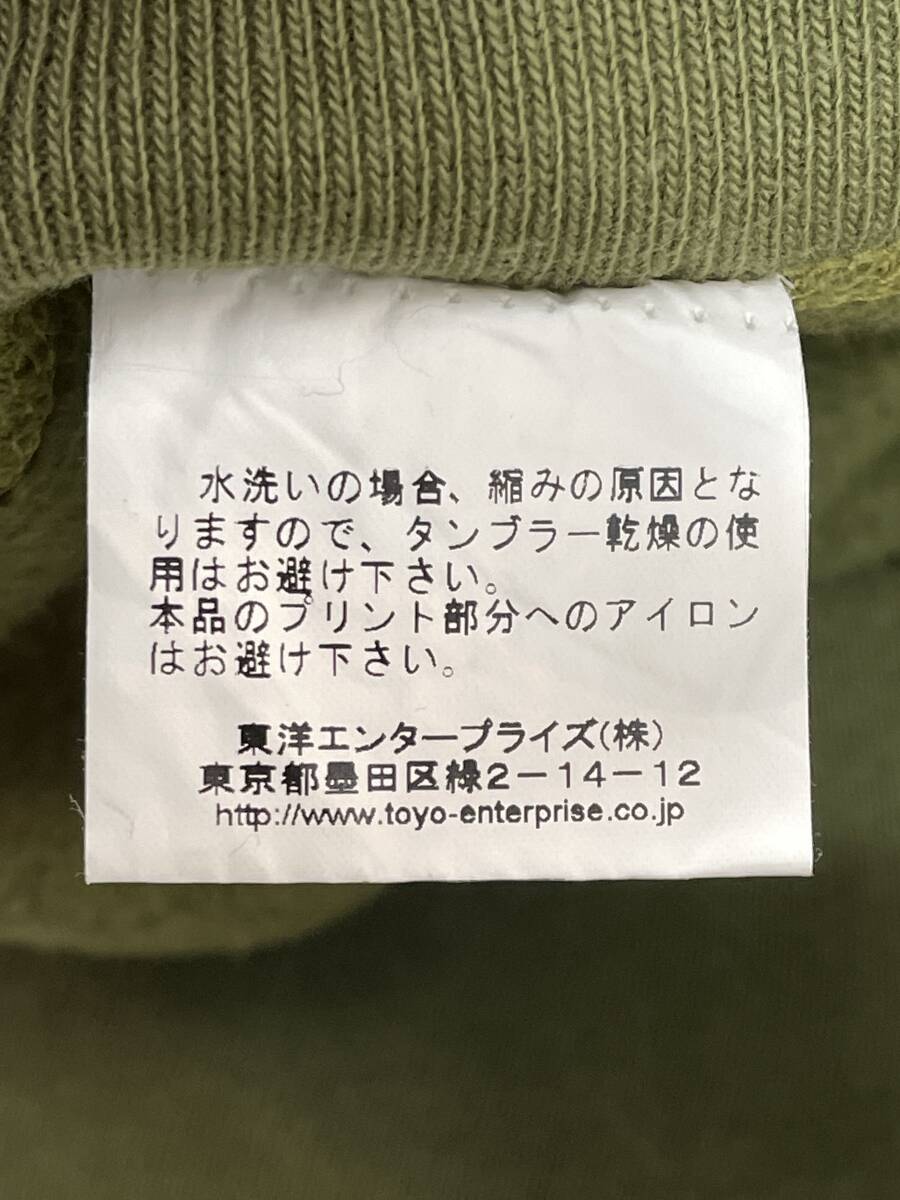 水洗いの場合、縮みの原因とな
りますので、タンブラー乾燥の使
用はお避け下さい。
本品のプリント部分へのアイロン
はお避け下さい。
東洋エンタープライズ(株)
東京都墨田区緑2-14-12
http://www.toyo-enterprise.co.jp